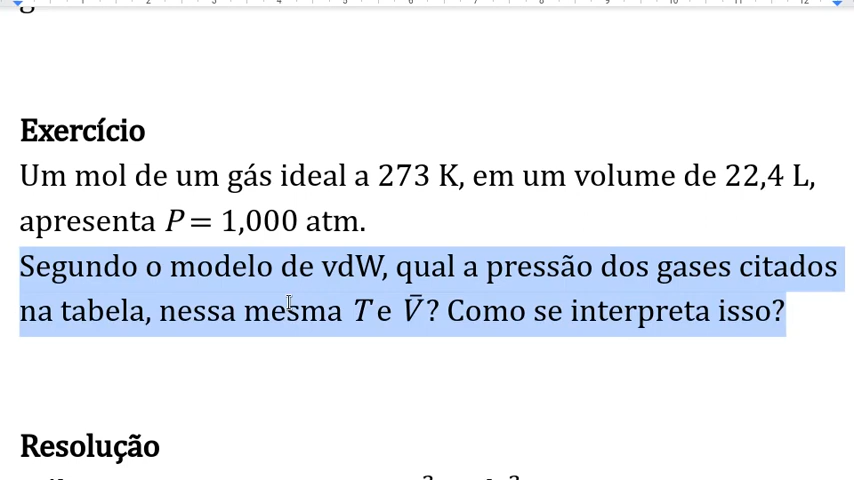 Exercício
Um mol de um gás ideal a 273 K, em um volume de 22,4 L,
apresenta P = 1,000 atm.
Segundo o modelo de vdW, qual a pressão dos gases citados
na tabela, nessa mesma T e V̄? Como se interpreta isso?
Resolução